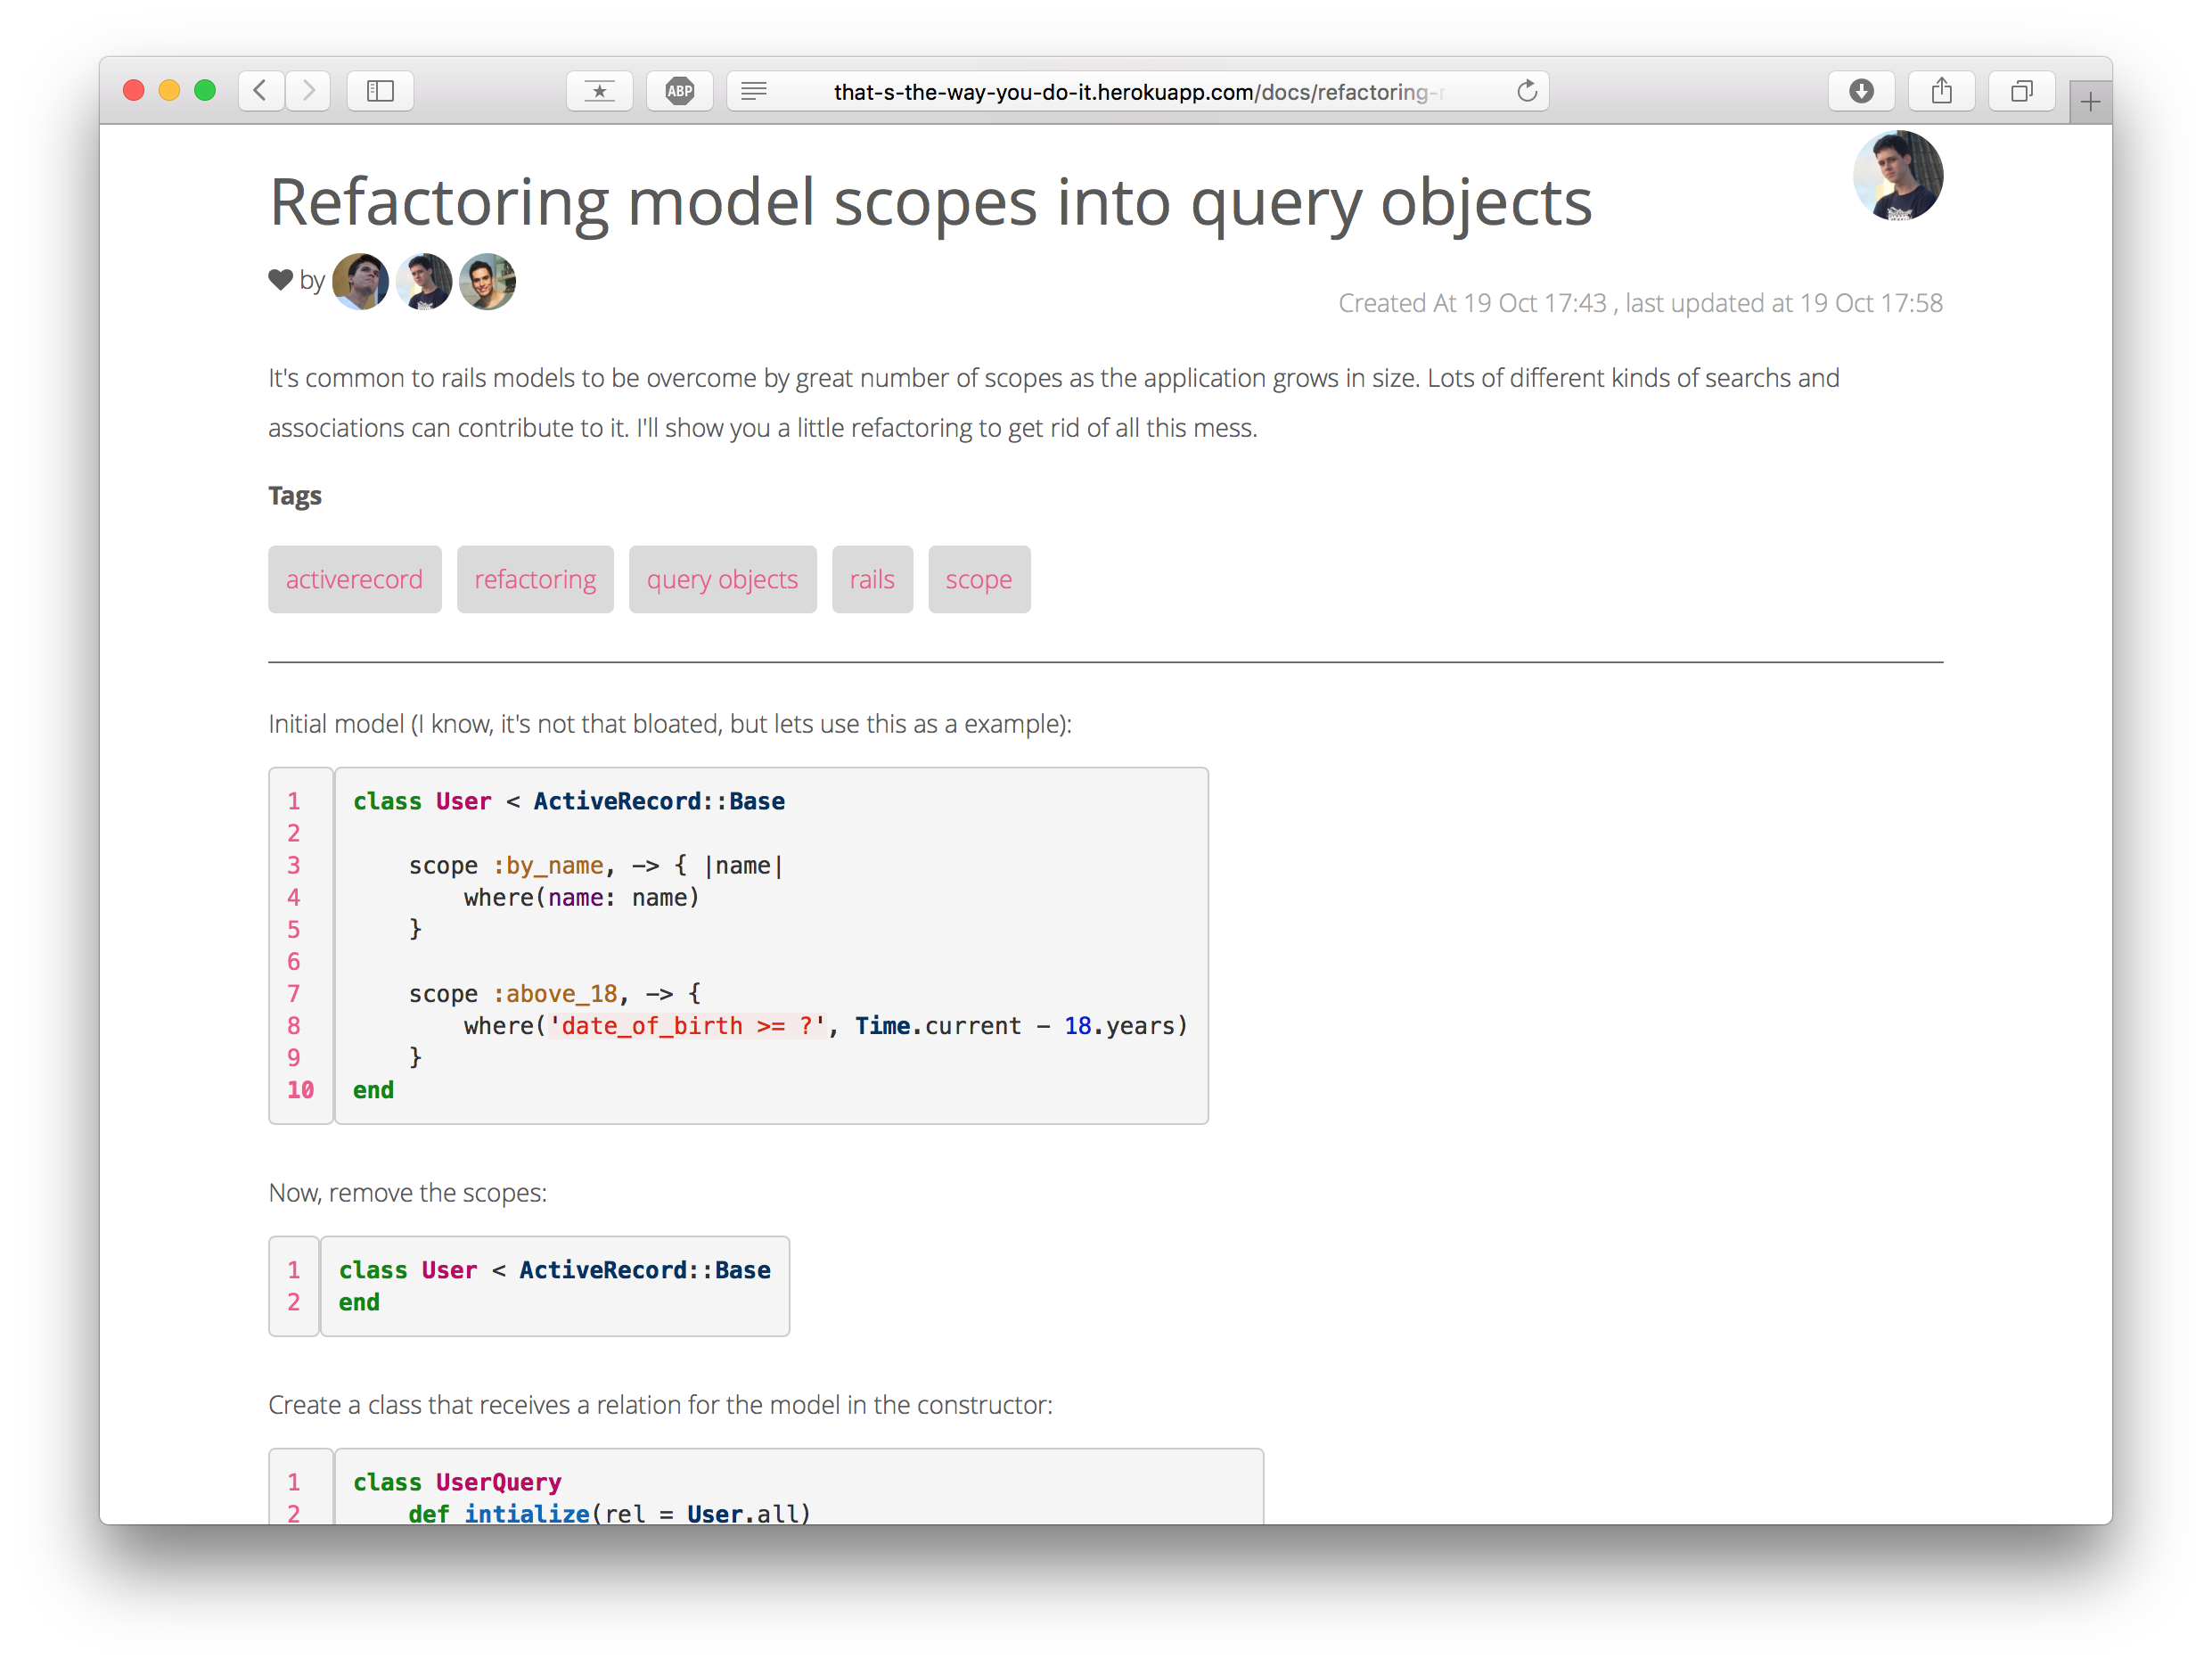 ABP
that-s-the-way-you-do-it.herokuapp.com/docs/refactoring-
Refactoring model scopes into query objects
by
Created At 19 Oct 17:43 , last updated at 19 Oct 17:58
It's common to rails models to be overcome by great number of scopes as the application grows in size. Lots of different kinds of searchs and
associations can contribute to it. I'll show you a little refactoring to get rid of all this mess.
Tags
activerecord refactoring query objects rails scope
Initial model (I know, it's not that bloated, but lets use this as a example):
1 class User < ActiveRecord::Base
2
3 scope :by_name, -> { |name|
4 where(name: name)
5 }
6
7 scope :above_18, -> {
8 where('date_of_birth >= ?', Time.current - 18.years)
9 }
10 end
Now, remove the scopes:
1 class User < ActiveRecord::Base
2 end
Create a class that receives a relation for the model in the constructor:
1 class UserQuery
2 def intialize(rel = User.all)